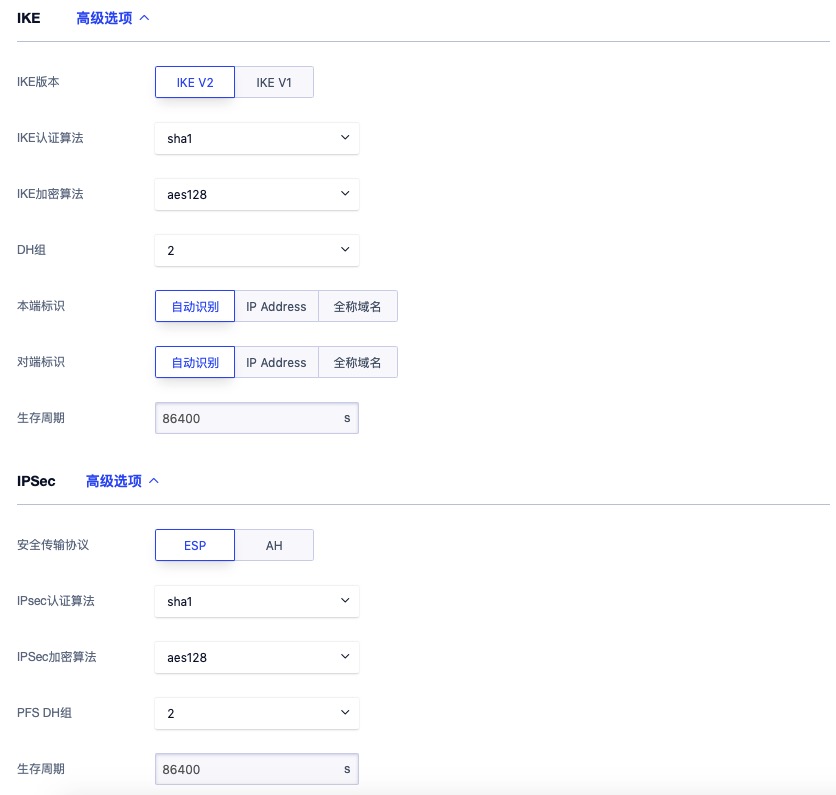 IKE 高级选项
IKE版本 IKE V2 IKE V1
IKE认证算法 sha1
IKE加密算法 aes128
DH组 2
本端标识 自动识别 IP Address 全称域名
对端标识 自动识别 IP Address 全称域名
生存周期 86400 s
IPSec 高级选项
安全传输协议 ESP AH
IPsec认证算法 sha1
IPSec加密算法 aes128
PFS DH组 2
生存周期 86400 s